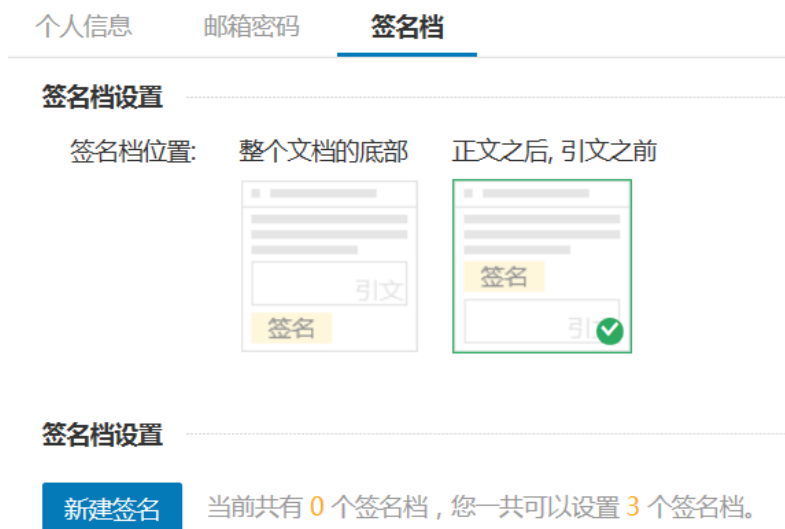 个人信息 邮箱密码 签名档
签名档设置
签名档位置: 整个文档的底部 正文之后, 引文之前
引文
签名
签名
引
签名档设置
新建签名 当前共有 0 个签名档，您一共可以设置 3 个签名档。